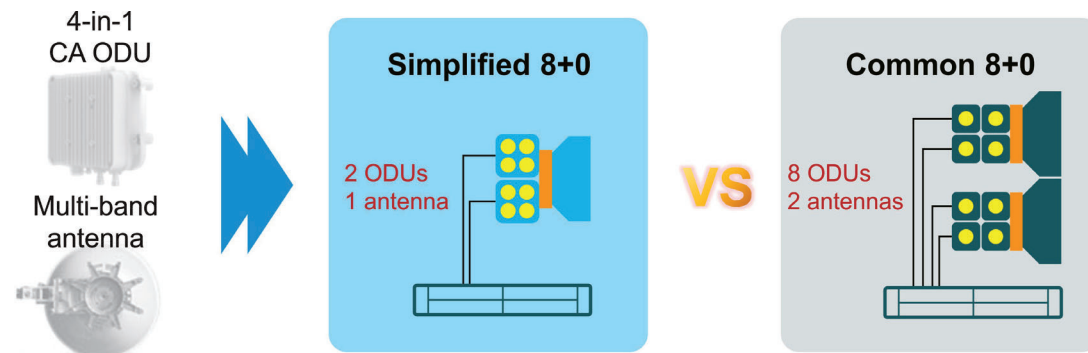 4-in-1
CA ODU
Multi-band
antenna
Simplified 8+0
2 ODUs
1 antenna
VS
Common 8+0
8 ODUs
2 antennas